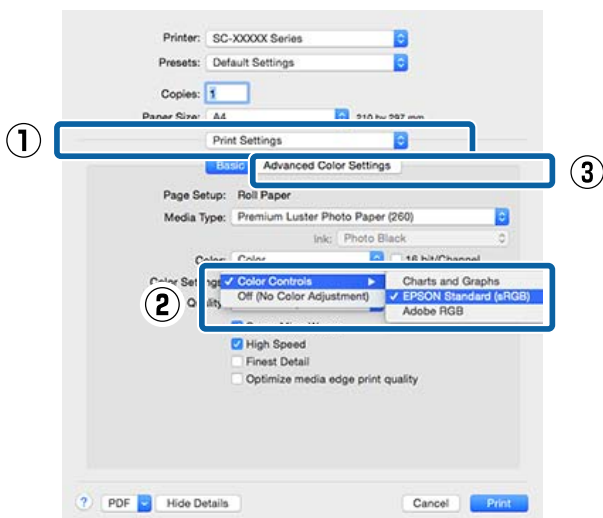 Printer: SC-XXXXX Series
Presets: Default Settings
Copies: 1
Paper Size: A4 210 by 297 mm
① Print Settings
Basic Advanced Color Settings ③
Page Setup: Roll Paper
Media Type: Premium Luster Photo Paper (260)
Ink: Photo Black
Color: Color 16 bit/Channel
Color Settings ✓ Color Controls ▶ Charts and Graphs
② Off (No Color Adjustment) ✓ EPSON Standard (sRGB)
Adobe RGB
High Speed
Finest Detail
Optimize media edge print quality
? PDF Hide Details Cancel Print